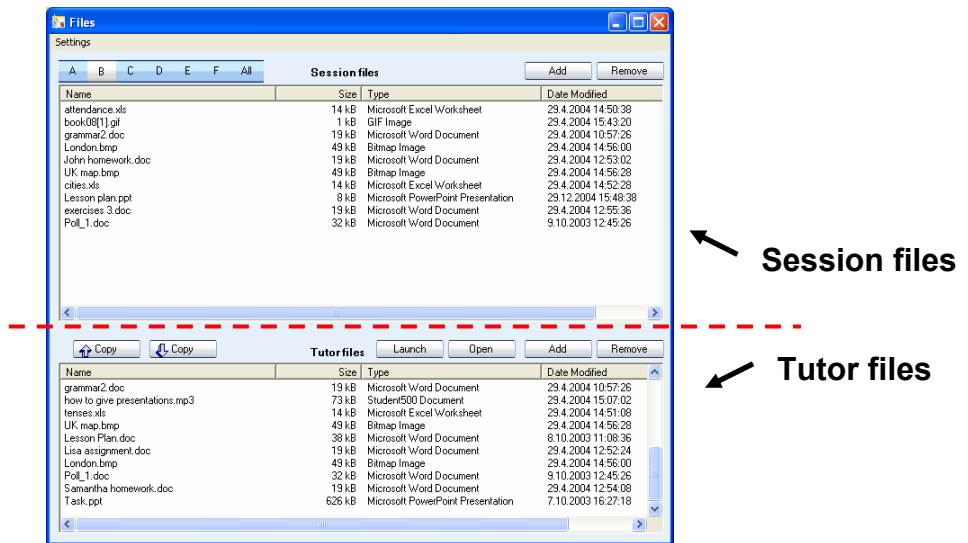 Files
Settings
A B C D E F All Session files Add Remove
Name Size Type Date Modified
attendance.xls 14 kB Microsoft Excel Worksheet 29.4.2004 14:50:38
book08[1].gif 1 kB GIF Image 29.4.2004 15:43:20
grammar2.doc 19 kB Microsoft Word Document 29.4.2004 10:57:26
London.bmp 49 kB Bitmap Image 29.4.2004 14:56:00
John homework.doc 19 kB Microsoft Word Document 29.4.2004 12:53:02
UK map.bmp 49 kB Bitmap Image 29.4.2004 14:56:28
cities.xls 14 kB Microsoft Excel Worksheet 29.4.2004 14:52:28
Lesson plan.ppt 8 kB Microsoft PowerPoint Presentation 29.12.2004 15:48:38
exercises 3.doc 19 kB Microsoft Word Document 29.4.2004 12:55:36
Poll_1.doc 32 kB Microsoft Word Document 9.10.2003 12:45:26
Session files
Copy Copy Tutor files Launch Open Add Remove
Tutor files
Name Size Type Date Modified
grammar2.doc 19 kB Microsoft Word Document 29.4.2004 10:57:26
how to give presentations.mp3 73 kB Student500 Document 29.4.2004 15:07:02
tenses.xls 14 kB Microsoft Excel Worksheet 29.4.2004 14:51:08
UK map.bmp 49 kB Bitmap Image 29.4.2004 14:56:28
Lesson Plan.doc 38 kB Microsoft Word Document 8.10.2003 11:08:36
Lisa assignment.doc 19 kB Microsoft Word Document 29.4.2004 12:52:24
London.bmp 49 kB Bitmap Image 29.4.2004 14:56:00
Poll_1.doc 32 kB Microsoft Word Document 9.10.2003 12:45:26
Samantha homework.doc 19 kB Microsoft Word Document 29.4.2004 12:54:08
Task.ppt 626 kB Microsoft PowerPoint Presentation 7.10.2003 16:27:18